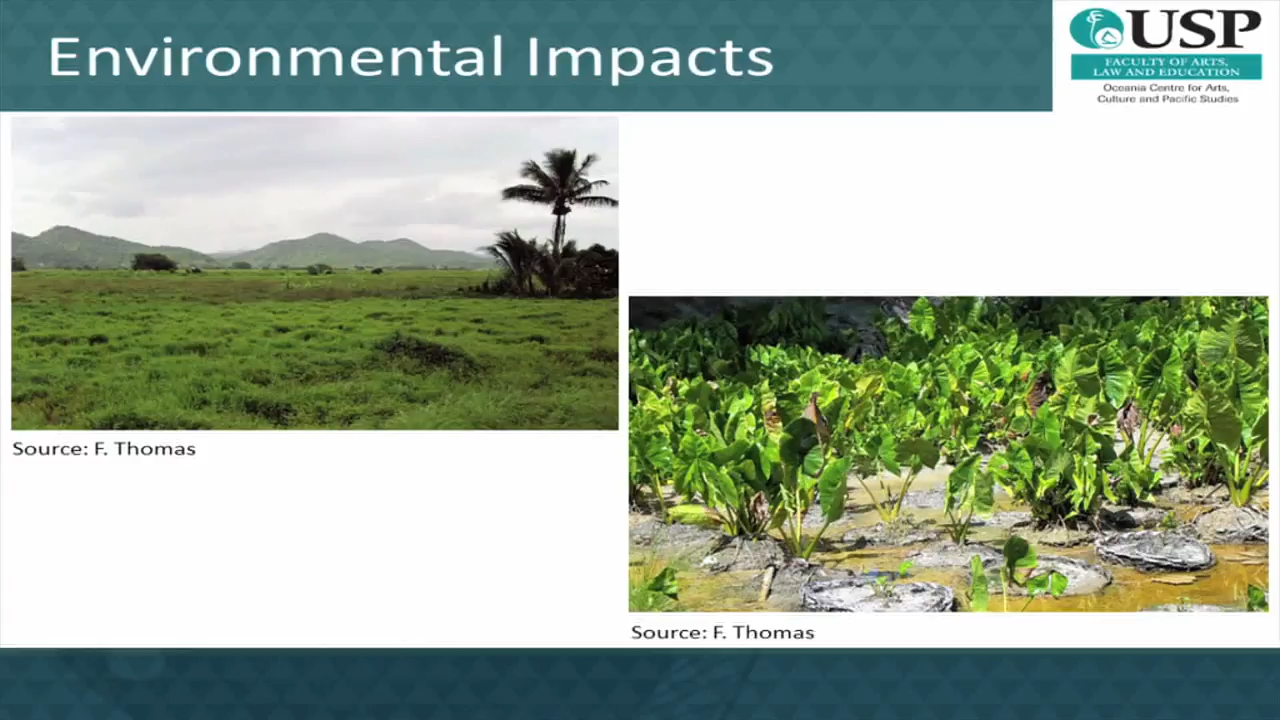 Environmental Impacts
USP
FACULTY OF ARTS,
LAW AND EDUCATION
Oceania Centre for Arts,
Culture and Pacific Studies
Source: F. Thomas
Source: F. Thomas